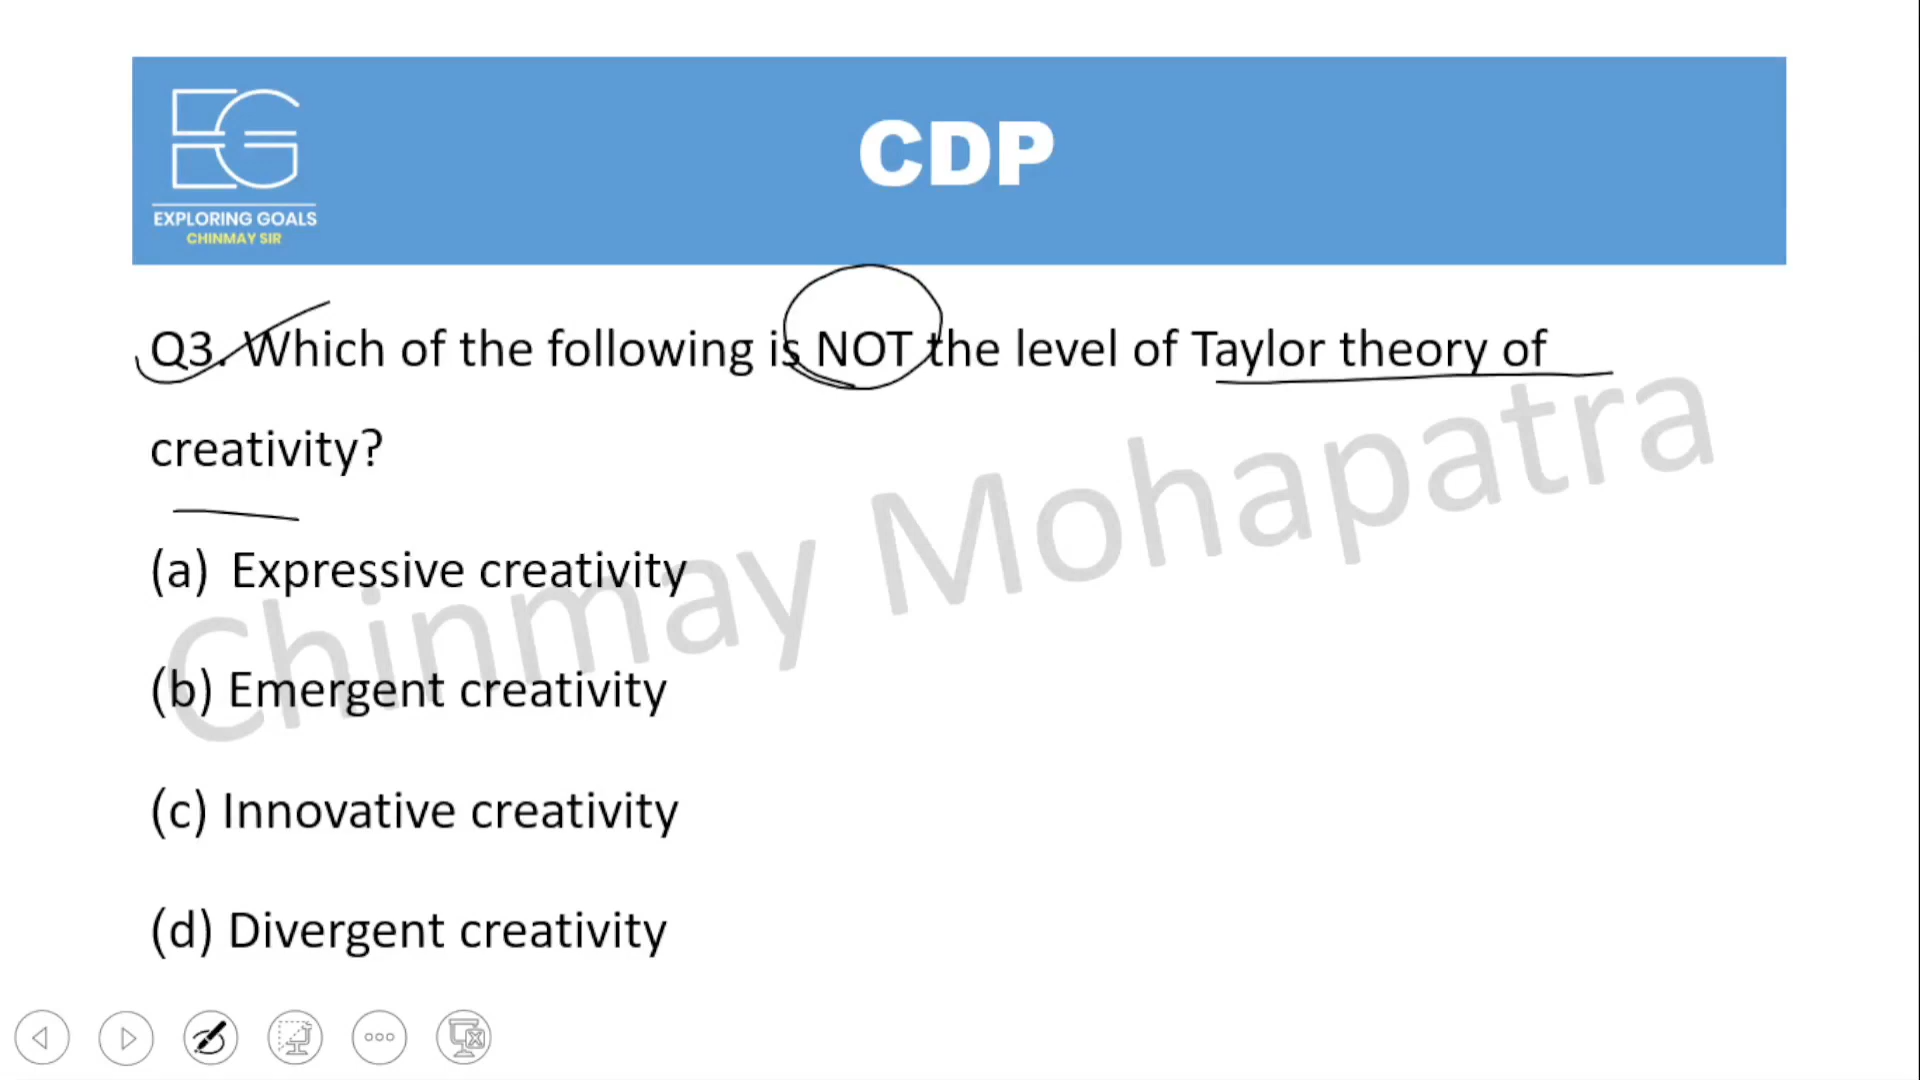 EG
EXPLORING GOALS
CHINMAY SIR
CDP
Q3. Which of the following is NOT the level of Taylor theory of
creativity?
(a) Expressive creativity
(b) Emergent creativity
(c) Innovative creativity
(d) Divergent creativity
Chinmay Mohapatra